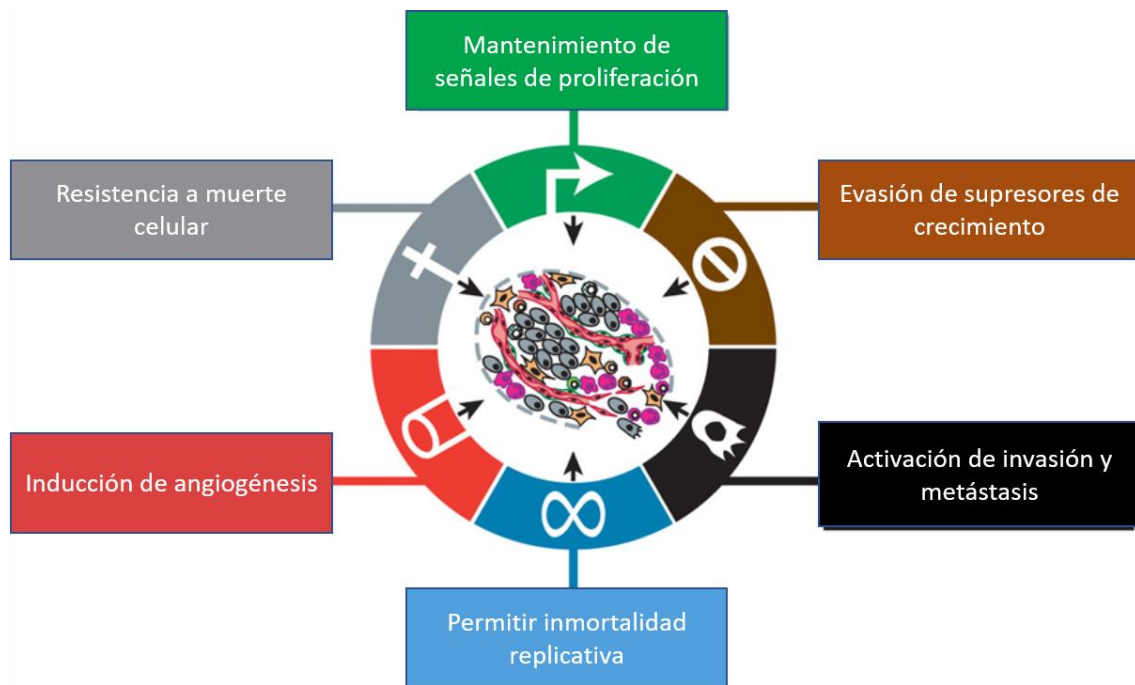 Mantenimiento de
señales de proliferación
Resistencia a muerte
celular
Evasión de supresores de
crecimiento
Inducción de angiogénesis
Activación de invasión y
metástasis
Permitir inmortalidad
replicativa